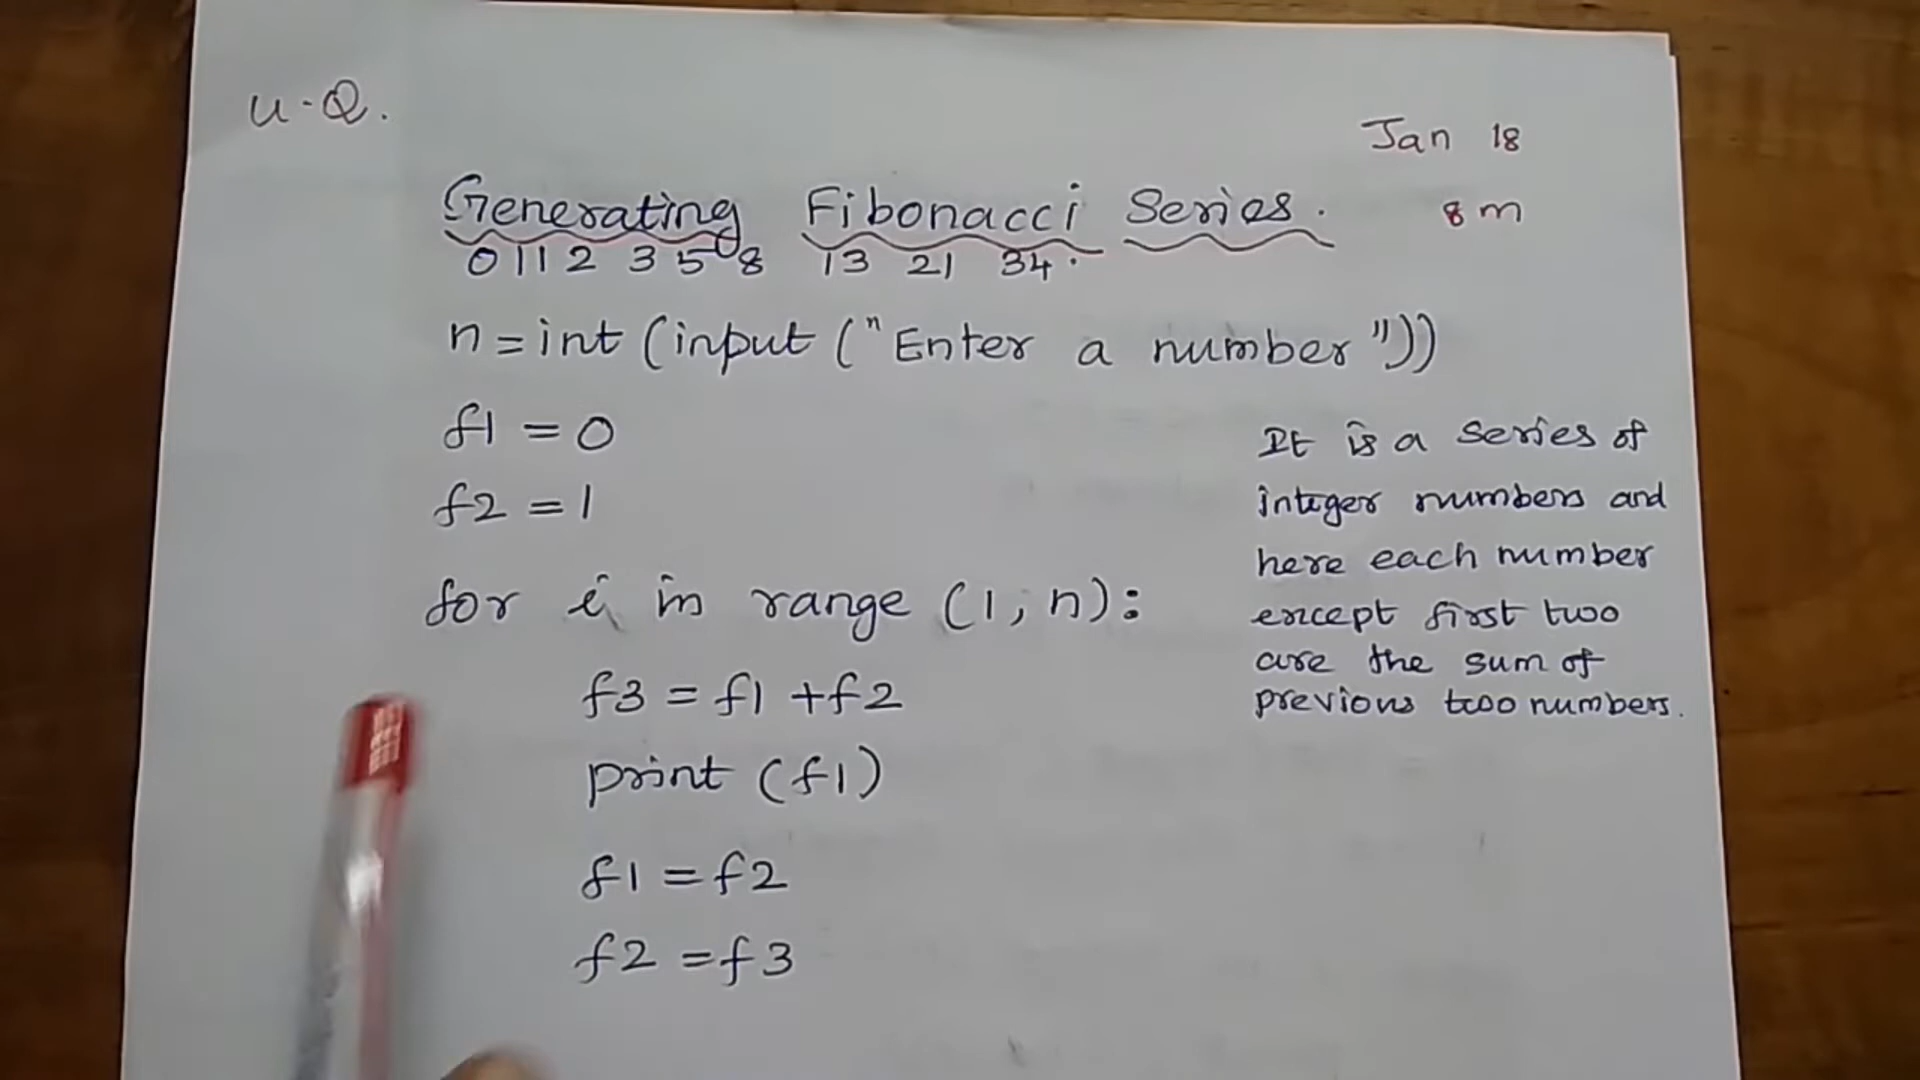 U-Q.
Jan 18
Generating Fibonacci Series.
8m
0 1 1 2 3 5 8 13 21 34.
n = int (input ("Enter a number"))
f1 = 0
f2 = 1
for i in range (1, n):
f3 = f1 + f2
print (f1)
f1 = f2
f2 = f3
It is a series of
integer numbers and
here each number
except first two
are the sum of
previous two numbers.